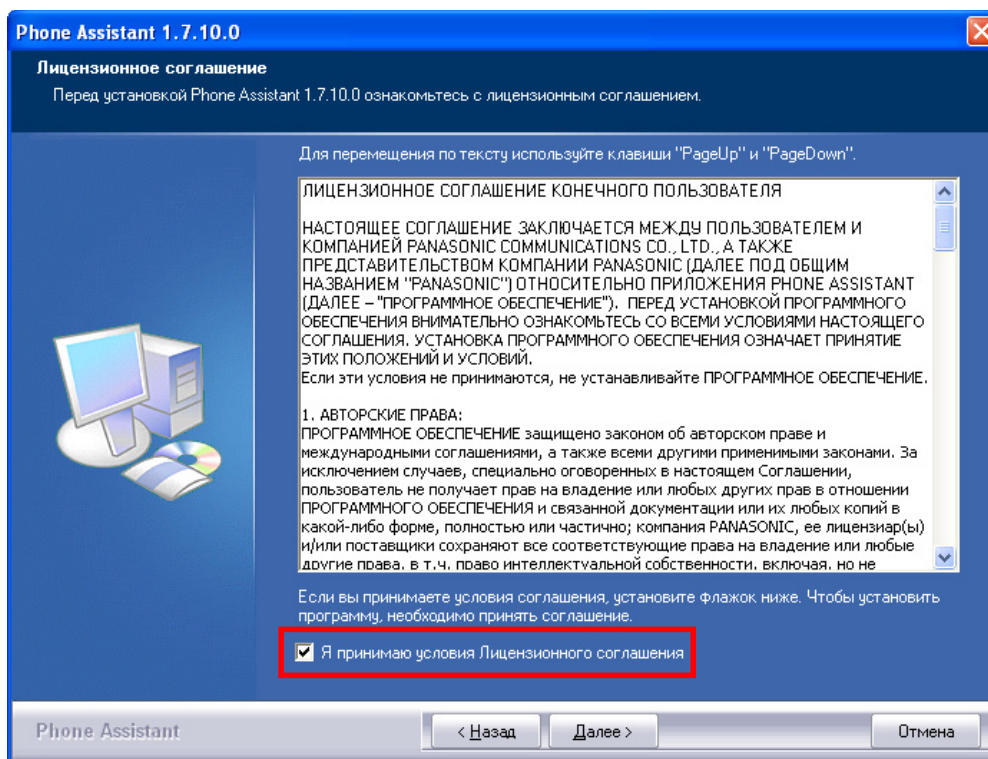 Phone Assistant 1.7.10.0
Лицензионное соглашение
Перед установкой Phone Assistant 1.7.10.0 ознакомьтесь с лицензионным соглашением.
Для перемещения по тексту используйте клавиши "PageUp" и "PageDown".
ЛИЦЕНЗИОННОЕ СОГЛАШЕНИЕ КОНЕЧНОГО ПОЛЬЗОВАТЕЛЯ
НАСТОЯЩЕЕ СОГЛАШЕНИЕ ЗАКЛЮЧАЕТСЯ МЕЖДУ ПОЛЬЗОВАТЕЛЕМ И
КОМПАНИЕЙ PANASONIC COMMUNICATIONS CO., LTD., А ТАКЖЕ
ПРЕДСТАВИТЕЛЬСТВОМ КОМПАНИИ PANASONIC (ДАЛЕЕ ПОД ОБЩИМ
НАЗВАНИЕМ "PANASONIC") ОТНОСИТЕЛЬНО ПРИЛОЖЕНИЯ PHONE ASSISTANT
(ДАЛЕЕ – "ПРОГРАММНОЕ ОБЕСПЕЧЕНИЕ"). ПЕРЕД УСТАНОВКОЙ ПРОГРАММНОГО
ОБЕСПЕЧЕНИЯ ВНИМАТЕЛЬНО ОЗНАКОМЬТЕСЬ СО ВСЕМИ УСЛОВИЯМИ НАСТОЯЩЕГО
СОГЛАШЕНИЯ. УСТАНОВКА ПРОГРАММНОГО ОБЕСПЕЧЕНИЯ ОЗНАЧАЕТ ПРИНЯТИЕ
ЭТИХ ПОЛОЖЕНИЙ И УСЛОВИЙ.
Если эти условия не принимаются, не устанавливайте ПРОГРАММНОЕ ОБЕСПЕЧЕНИЕ.
1. АВТОРСКИЕ ПРАВА:
ПРОГРАММНОЕ ОБЕСПЕЧЕНИЕ защищено законом об авторском праве и
международными соглашениями, а также всеми другими применимыми законами. За
исключением случаев, специально оговоренных в настоящем Соглашении,
пользователь не получает прав на владение или любых других прав в отношении
ПРОГРАММНОГО ОБЕСПЕЧЕНИЯ и связанной документации или их любых копий в
какой-либо форме, полностью или частично; компания PANASONIC, ее лицензиар(ы)
и/или поставщики сохраняют все соответствующие права на владение или любые
другие права, в т.ч. право интеллектуальной собственности, включая, но не
Если вы принимаете условия соглашения, установите флажок ниже. Чтобы установить
программу, необходимо принять соглашение.
Я принимаю условия Лицензионного соглашения
Phone Assistant
< Назад
Далее >
Отмена